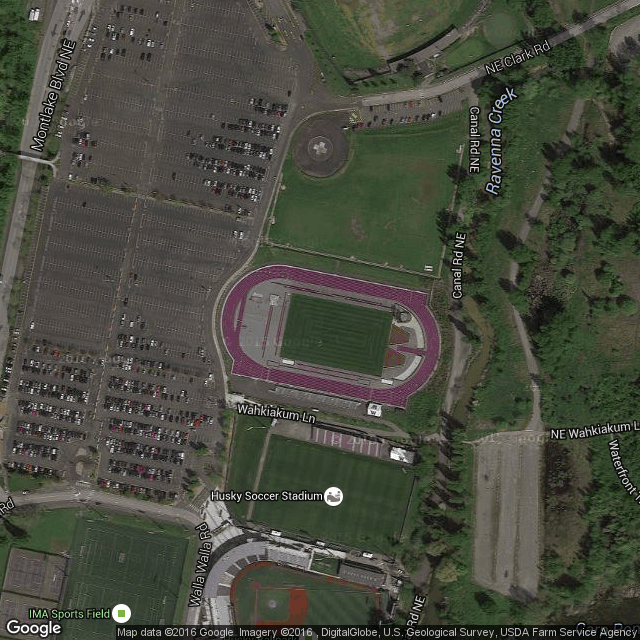 NE Clark Rd
Montlake Blvd NE
Canal Rd NE
Ravenna Creek
Canal Rd NE
Wahkiakum Ln
NE Wahkiakum L
Waterfront
Husky Soccer Stadium
Rd
Walla Walla Rd
IMA Sports Field
Rd NE
Google
Map data ©2016 Google Imagery ©2016 , DigitalGlobe, U.S. Geological Survey, USDA Farm Service Agency